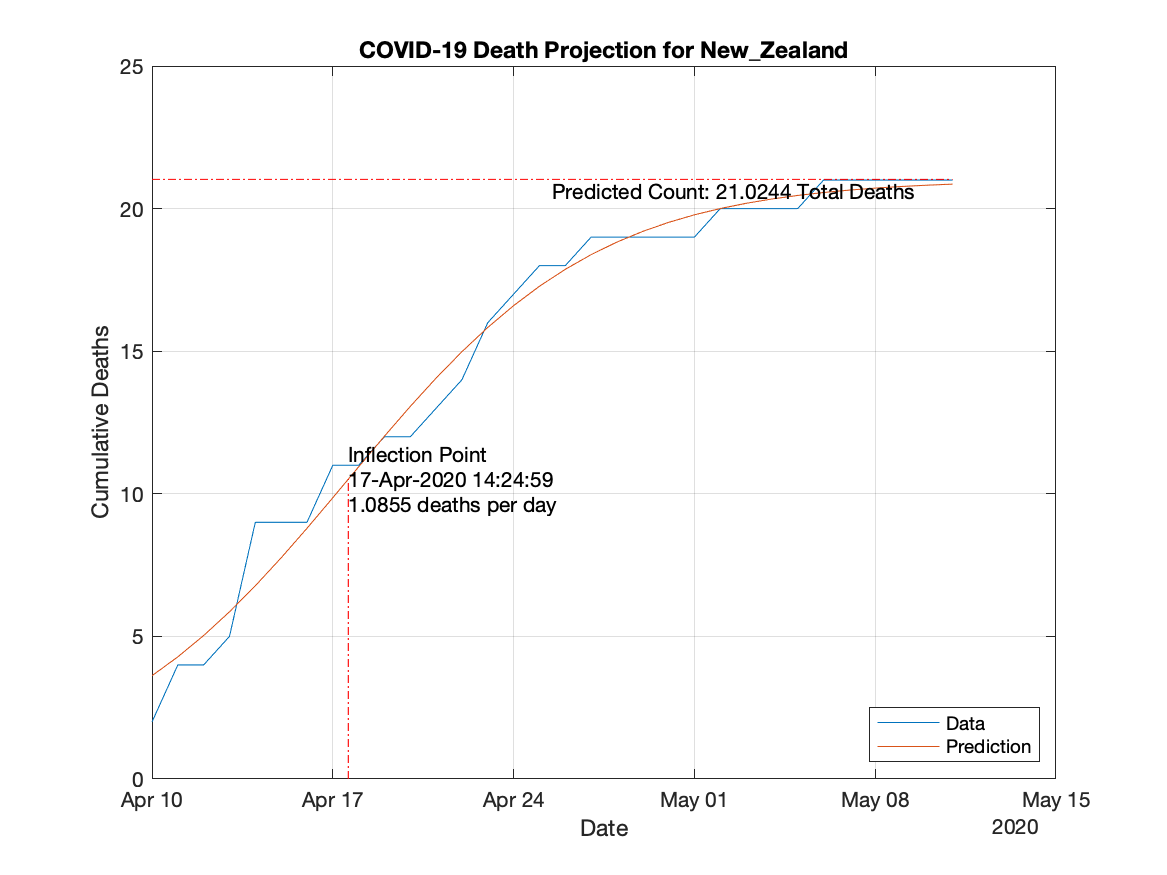 COVID-19 Death Projection for New_Zealand
25
20
15
10
5
0
Cumulative Deaths
Predicted Count: 21.0244 Total Deaths
Inflection Point
17-Apr-2020 14:24:59
1.0855 deaths per day
Data
Prediction
Apr 10
Apr 17
Apr 24
May 01
May 08
May 15
Date
2020